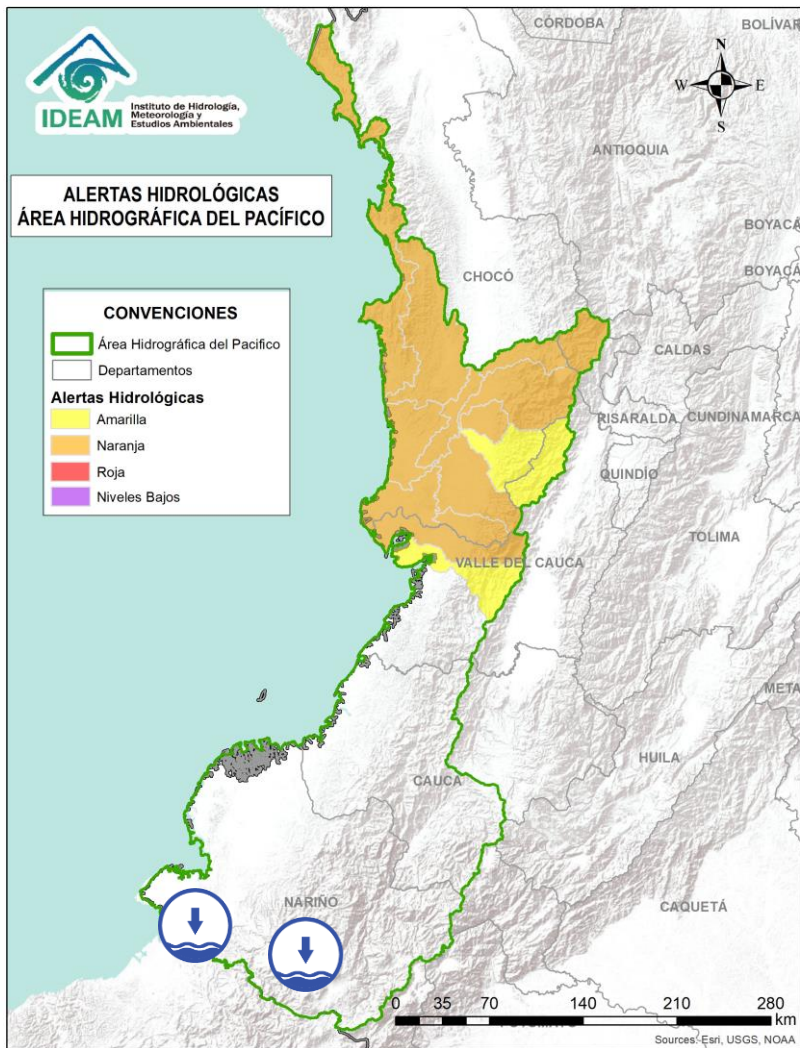 CÓRDOBA
BOLÍVAR
N
W
E
S
IDEAM
Instituto de Hidrología,
Meteorología y
Estudios Ambientales
ANTIOQUIA
ALERTAS HIDROLÓGICAS
ÁREA HIDROGRÁFICA DEL PACÍFICO
BOYACÁ
BOYACÁ
CHOCÓ
CONVENCIONES
Área Hidrográfica del Pacifico
Departamentos
Alertas Hidrológicas
Amarilla
Naranja
Roja
Niveles Bajos
CALDAS
RISARALDA
CUNDINAMARCA
QUINDÍO
TOLIMA
VALLE DEL CAUCA
META
HUILA
CAUCA
NARIÑO
CAQUETÁ
0 35 70 140 210 280
km
Sources: Esri, USGS, NOAA